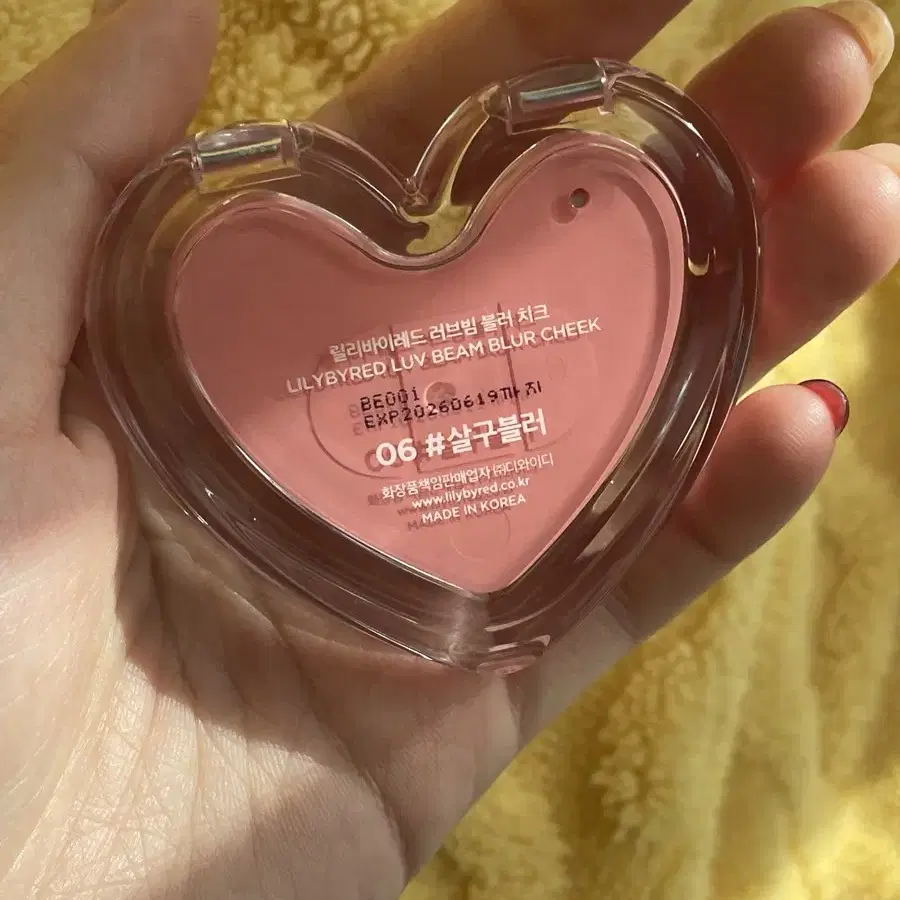 릴리바이레드 러브빔 블러 치크
LILYBYRED LUV BEAM BLUR CHEEK
BE001
EXP20260619까지
06 #살구블러
화장품책임판매업자 ㈜디와이디
www.lilybyred.co.kr
MADE IN KOREA